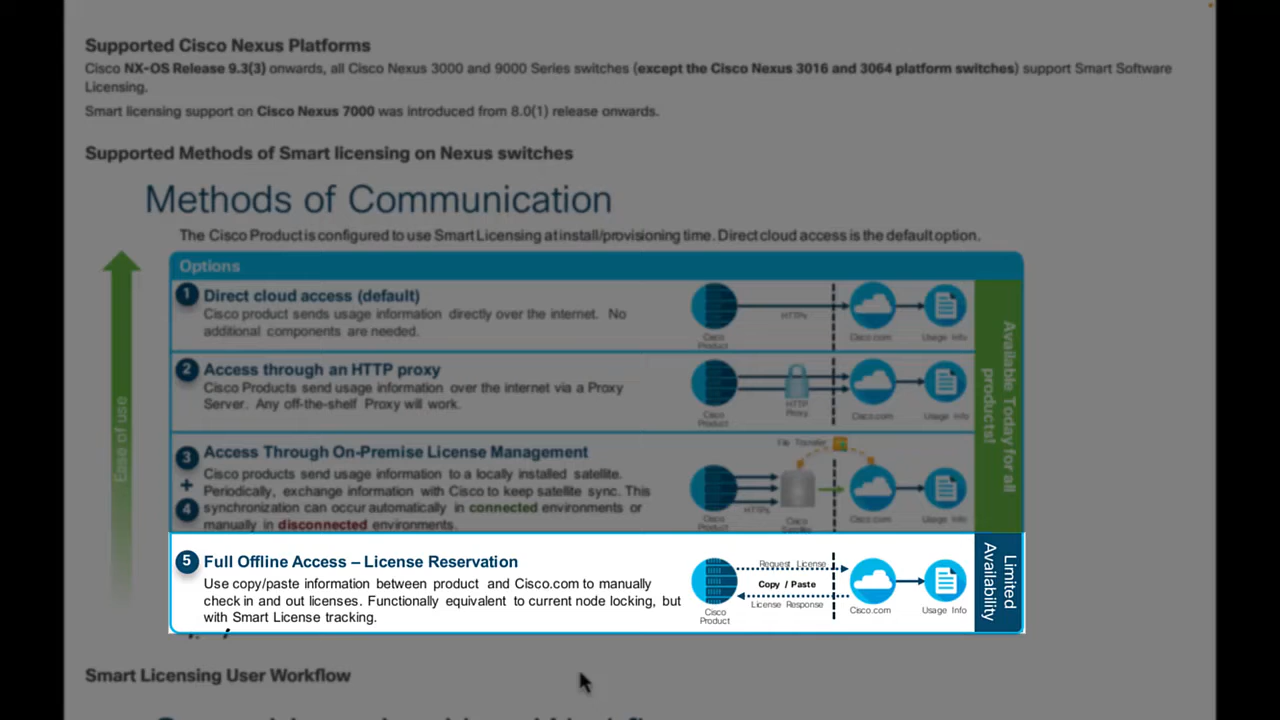 Supported Cisco Nexus Platforms
Cisco NX-OS Release 9.3(3) onwards, all Cisco Nexus 3000 and 9000 Series switches (except the Cisco Nexus 3016 and 3064 platform switches) support Smart Software
Licensing.
Smart licensing support on Cisco Nexus 7000 was introduced from 8.0(1) release onwards.
Supported Methods of Smart licensing on Nexus switches
Methods of Communication
The Cisco Product is configured to use Smart Licensing at install/provisioning time. Direct cloud access is the default option.
Ease of use
Options
1
Direct cloud access (default)
Cisco product sends usage information directly over the internet. No
additional components are needed.
HTTPs
Cisco
Product
Cisco.com
Usage Info
2
Access through an HTTP proxy
Cisco Products send usage information over the internet via a Proxy
Server. Any off-the-shelf Proxy will work.
HTTP
Proxy
Cisco
Product
Cisco.com
Usage Info
3
+
4
Access Through On-Premise License Management
Cisco products send usage information to a locally installed satellite.
Periodically, exchange information with Cisco to keep satellite sync. This
synchronization can occur automatically in connected environments or
manually in disconnected environments.
File Transfer
HTTPs
Cisco
Product
Cisco
Satellite
Cisco.com
Usage Info
Available Today for all
products!
5
Full Offline Access – License Reservation
Use copy/paste information between product and Cisco.com to manually
check in and out licenses. Functionally equivalent to current node locking, but
with Smart License tracking.
Request License
Copy / Paste
License Response
Cisco
Product
Cisco.com
Usage Info
Limited
Availability
Smart Licensing User Workflow